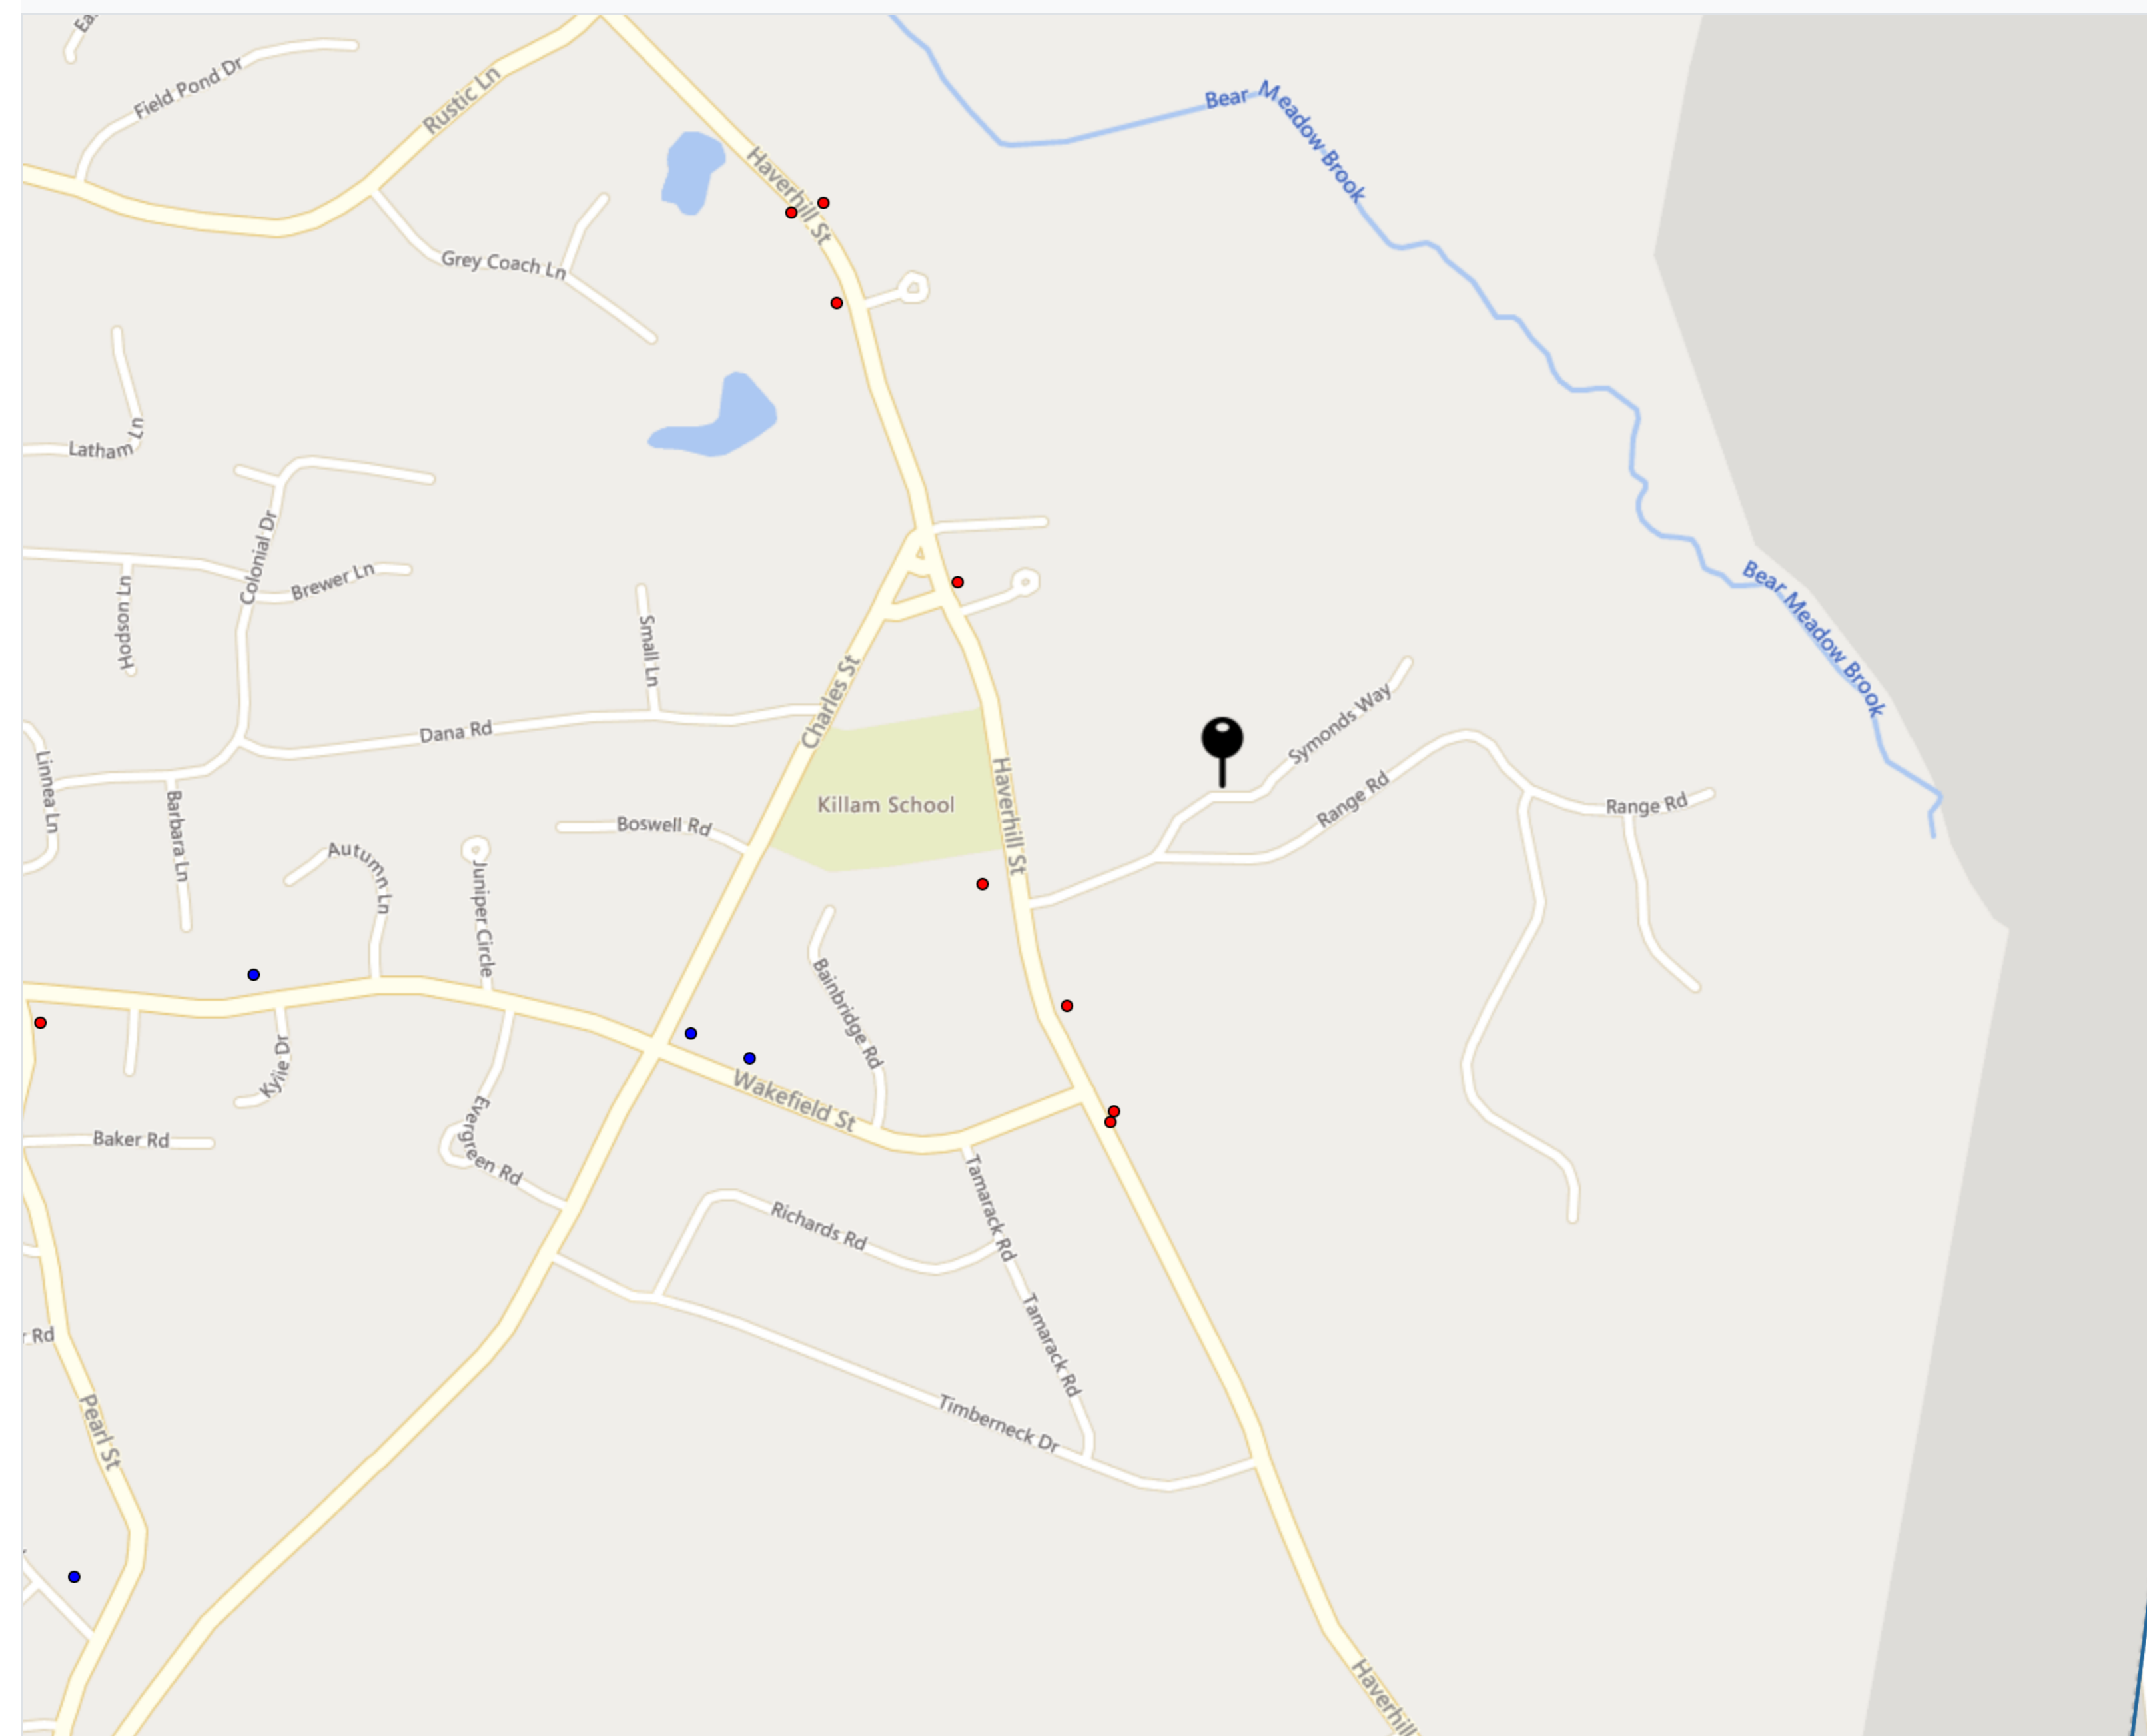 Field Pond Dr
Rustic Ln
Bear Meadow Brook
Haverhill St
Grey Coach Ln
Latham Ln
Colonial Dr
Brewer Ln
Hodson Ln
Bear Meadow Brook
Small Ln
Charles St
Symonds Way
Dana Rd
Linnea Ln
Barbara Ln
Killam School
Haverhill St
Range Rd
Range Rd
Boswell Rd
Autumn Ln
Juniper Circle
Bainbridge Rd
Kylie Dr
Wakefield St
Evergreen Rd
Baker Rd
Tamarack Rd
Richards Rd
Tamarack Rd
Rd
Pearl St
Timberneck Dr
Haverhill